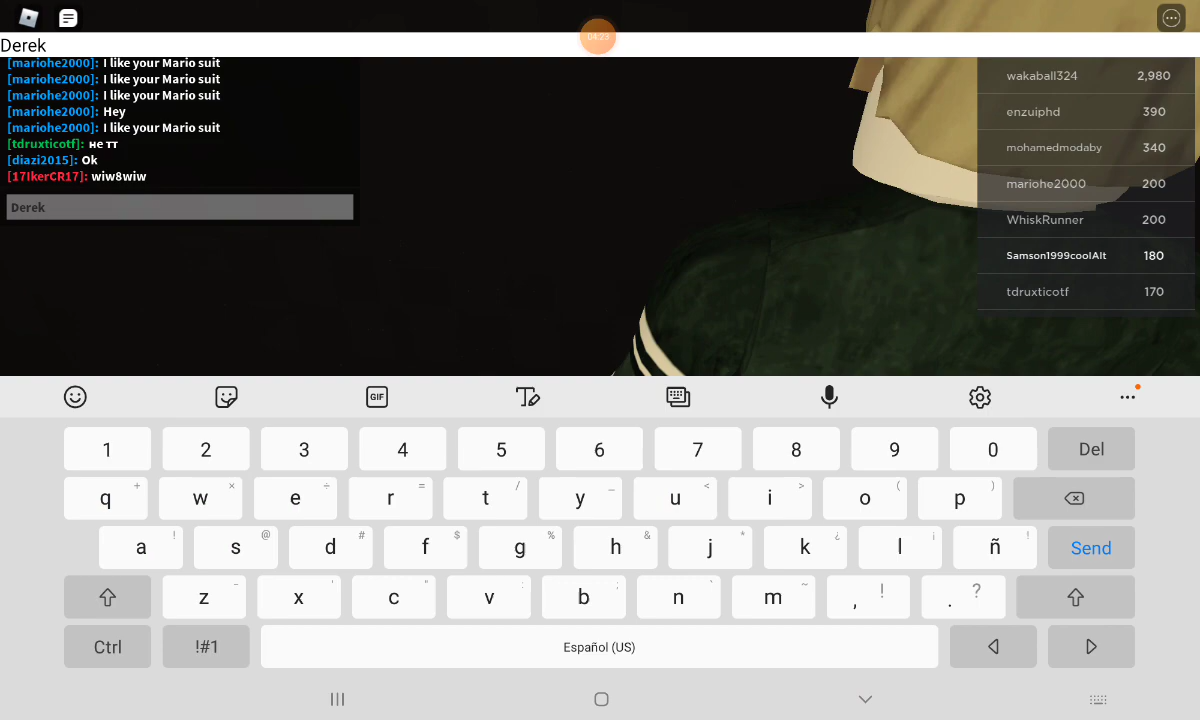 04:23
Derek
[mariohe2000]: I like your Mario suit
[mariohe2000]: I like your Mario suit
[mariohe2000]: I like your Mario suit
[mariohe2000]: Hey
[mariohe2000]: I like your Mario suit
[tdruxticotf]: не тт
[diazi2015]: Ok
[17IkerCR17]: wiw8wiw
Derek
wakaball324 2,980
enzuiphd 390
mohamedmodaby 340
mariohe2000 200
WhiskRunner 200
Samson1999coolAlt 180
tdruxticotf 170
GIF
1 2 3 4 5 6 7 8 9 0 Del
q + w × e ÷ r = t / y _ u < i > o ( p )
a ! s @ d # f $ g % h & j * k ¿ l ¡ ñ ! Send
z - x ' c " v : b ; n ` m ~ , ! . ?
Ctrl !#1 Español (US)